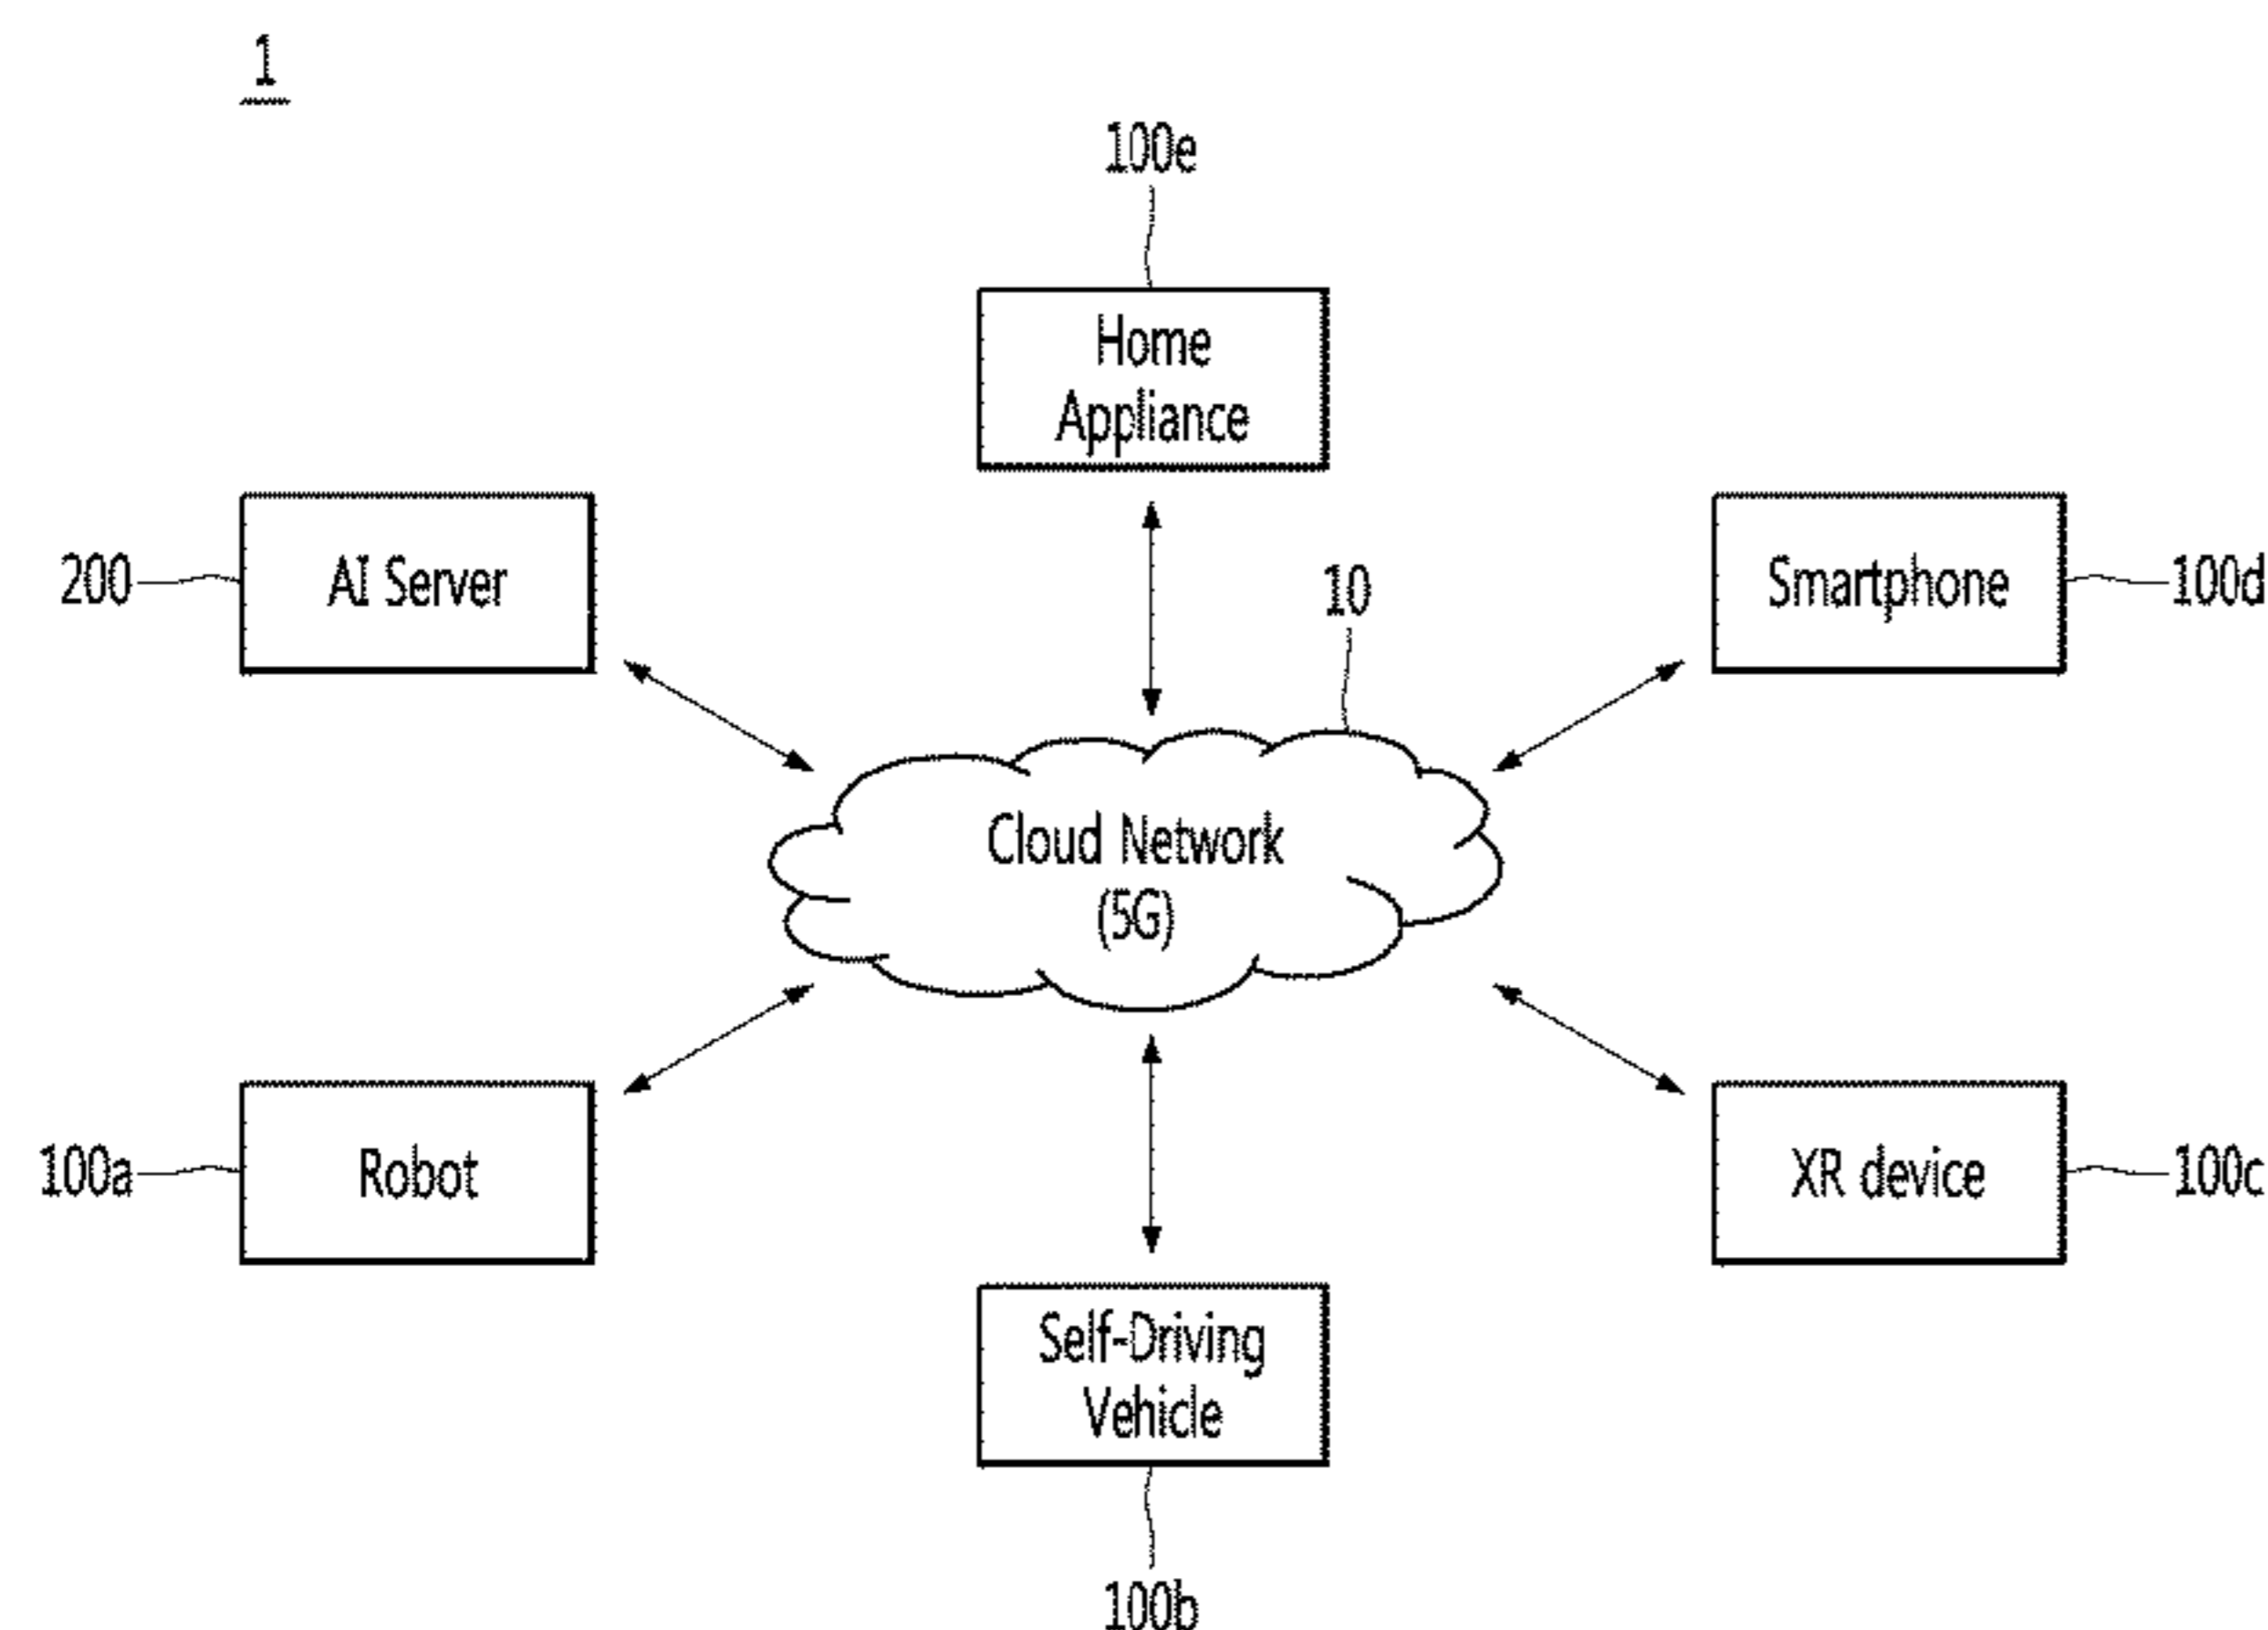 1
100e
Home
Appliance
200
AI Server
10
Smartphone
100d
Cloud Network
(5G)
100a
Robot
XR device
100c
Self-Driving
Vehicle
100b